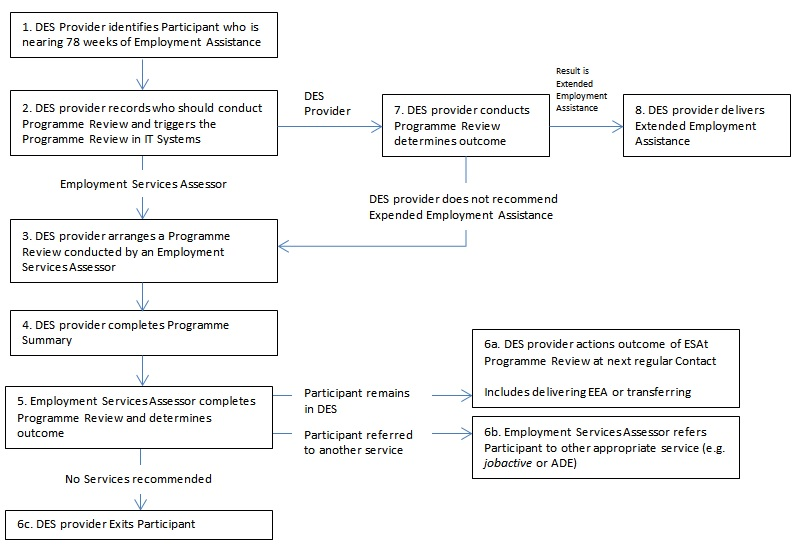 1. DES Provider identifies Participant who is
nearing 78 weeks of Employment Assistance
2. DES provider records who should conduct
Programme Review and triggers the
Programme Review in IT Systems
DES
Provider
7. DES provider conducts
Programme Review
determines outcome
Result is
Extended
Employment
Assistance
8. DES provider delivers
Extended Employment
Assistance
Employment Services Assessor
DES provider does not recommend
Expended Employment Assistance
3. DES provider arranges a Programme
Review conducted by an Employment
Services Assessor
4. DES provider completes Programme
Summary
5. Employment Services Assessor completes
Programme Review and determines
outcome
Participant remains
in DES
6a. DES provider actions outcome of ESAt
Programme Review at next regular Contact
Includes delivering EEA or transferring
Participant referred
to another service
6b. Employment Services Assessor refers
Participant to other appropriate service (e.g.
jobactive or ADE)
No Services recommended
6c. DES provider Exits Participant